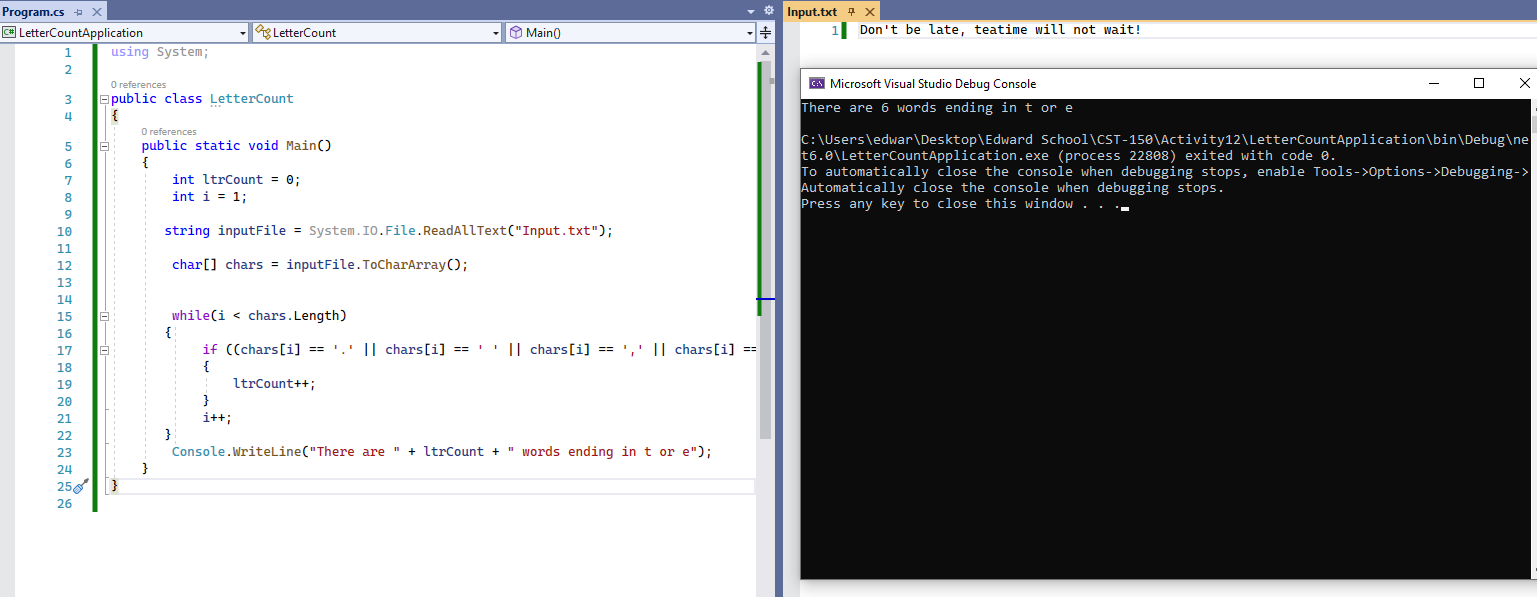 Program.cs
LetterCountApplication
LetterCount
Main()
1 using System;
2
0 references
3 public class LetterCount
4 {
0 references
5 public static void Main()
6 {
7 int ltrCount = 0;
8 int i = 1;
9
10 string inputFile = System.IO.File.ReadAllText("Input.txt");
11
12 char[] chars = inputFile.ToCharArray();
13
14
15 while(i < chars.Length)
16 {
17 if ((chars[i] == '.' || chars[i] == ' ' || chars[i] == ',' || chars[i] ==
18 {
19 ltrCount++;
20 }
21 i++;
22 }
23 Console.WriteLine("There are " + ltrCount + " words ending in t or e");
24 }
25 }
26
Input.txt
1 Don't be late, teatime will not wait!
Microsoft Visual Studio Debug Console
There are 6 words ending in t or e
C:\Users\edwar\Desktop\Edward School\CST-150\Activity12\LetterCountApplication\bin\Debug\ne
t6.0\LetterCountApplication.exe (process 22808) exited with code 0.
To automatically close the console when debugging stops, enable Tools->Options->Debugging->
Automatically close the console when debugging stops.
Press any key to close this window . . .